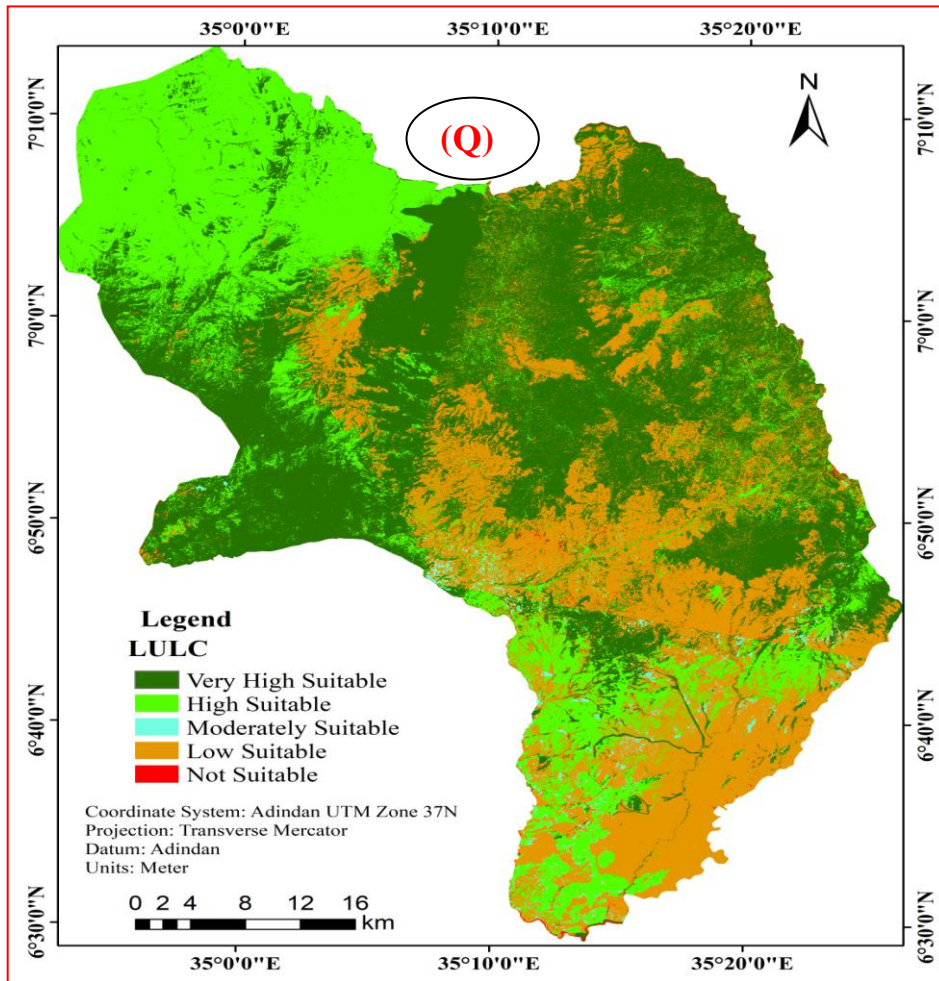 35°0'0"E 35°10'0"E 35°20'0"E
(Q)
N
7°10'0"N 7°10'0"N
7°0'0"N 7°0'0"N
6°50'0"N 6°50'0"N
6°40'0"N 6°40'0"N
6°30'0"N 6°30'0"N
Legend
LULC
Very High Suitable
High Suitable
Moderately Suitable
Low Suitable
Not Suitable
Coordinate System: Adindan UTM Zone 37N
Projection: Transverse Mercator
Datum: Adindan
Units: Meter
0 2 4 8 12 16
km
35°0'0"E 35°10'0"E 35°20'0"E